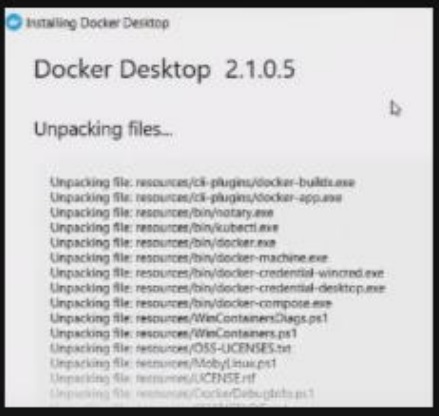 Installing Docker Desktop
Docker Desktop 2.1.0.5
Unpacking files...
Unpacking file: resources/cli-plugins/docker-buildx.exe
Unpacking file: resources/cli-plugins/docker-app.exe
Unpacking file: resources/bin/notary.exe
Unpacking file: resources/bin/kubectl.exe
Unpacking file: resources/bin/docker.exe
Unpacking file: resources/bin/docker-machine.exe
Unpacking file: resources/bin/docker-credential-wincred.exe
Unpacking file: resources/bin/docker-credential-desktop.exe
Unpacking file: resources/bin/docker-compose.exe
Unpacking file: resources/WinContainersDiags.ps1
Unpacking file: resources/WinContainers.ps1
Unpacking file: resources/OSS-LICENSES.txt
Unpacking file: resources/MobyLinux.ps1
Unpacking file: resources/LICENSE.rtf
Unpacking file: resources/DockerDebugInfo.ps1